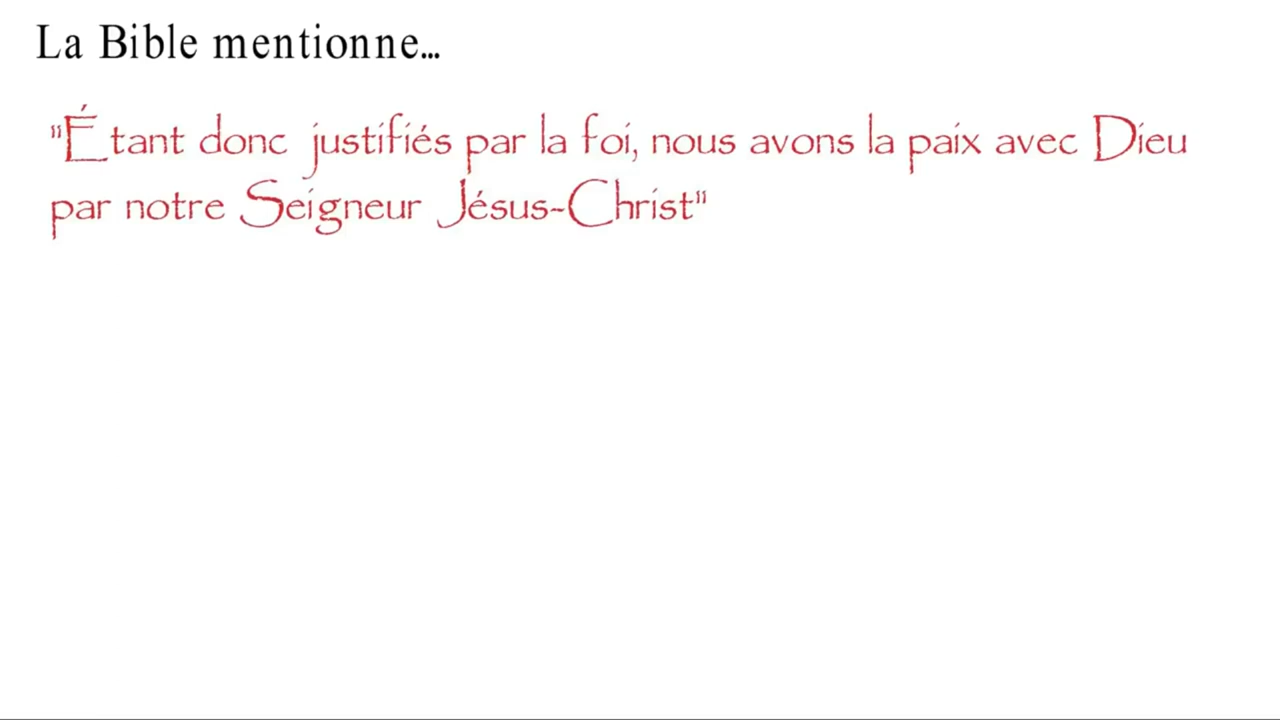 La Bible mentionne...
"Étant donc justifiés par la foi, nous avons la paix avec Dieu
par notre Seigneur Jésus-Christ"